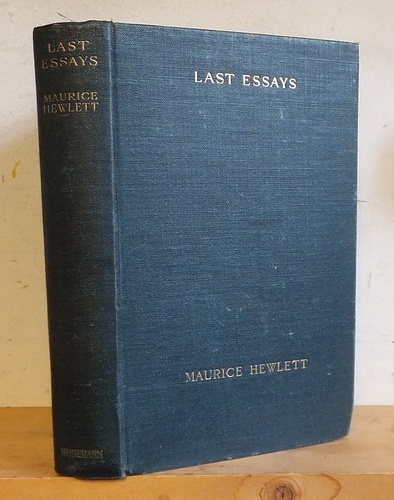 LAST
ESSAYS
MAURICE
HEWLETT
HEINEMANN
LAST ESSAYS
MAURICE HEWLETT